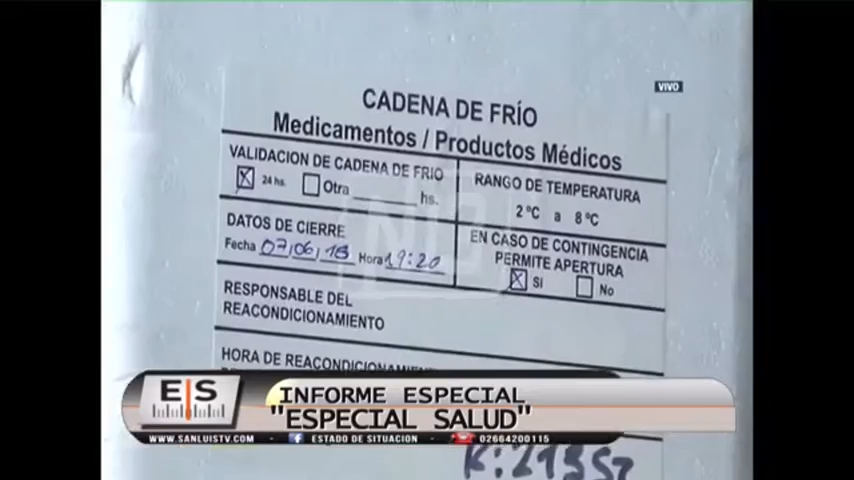 VIVO
CADENA DE FRÍO
Medicamentos / Productos Médicos
VALIDACION DE CADENA DE FRIO
24 hs. Otra hs.
RANGO DE TEMPERATURA
2 ºC a 8 ºC
DATOS DE CIERRE
Fecha 07/06/18 Hora 19:20
EN CASO DE CONTINGENCIA
PERMITE APERTURA
Si No
RESPONSABLE DEL
REACONDICIONAMIENTO
HORA DE REACONDICIONAMIENTO
ES
INFORME ESPECIAL
"ESPECIAL SALUD"
WWW.SANLUISTV.COM - ESTADO DE SITUACION - 02664200115